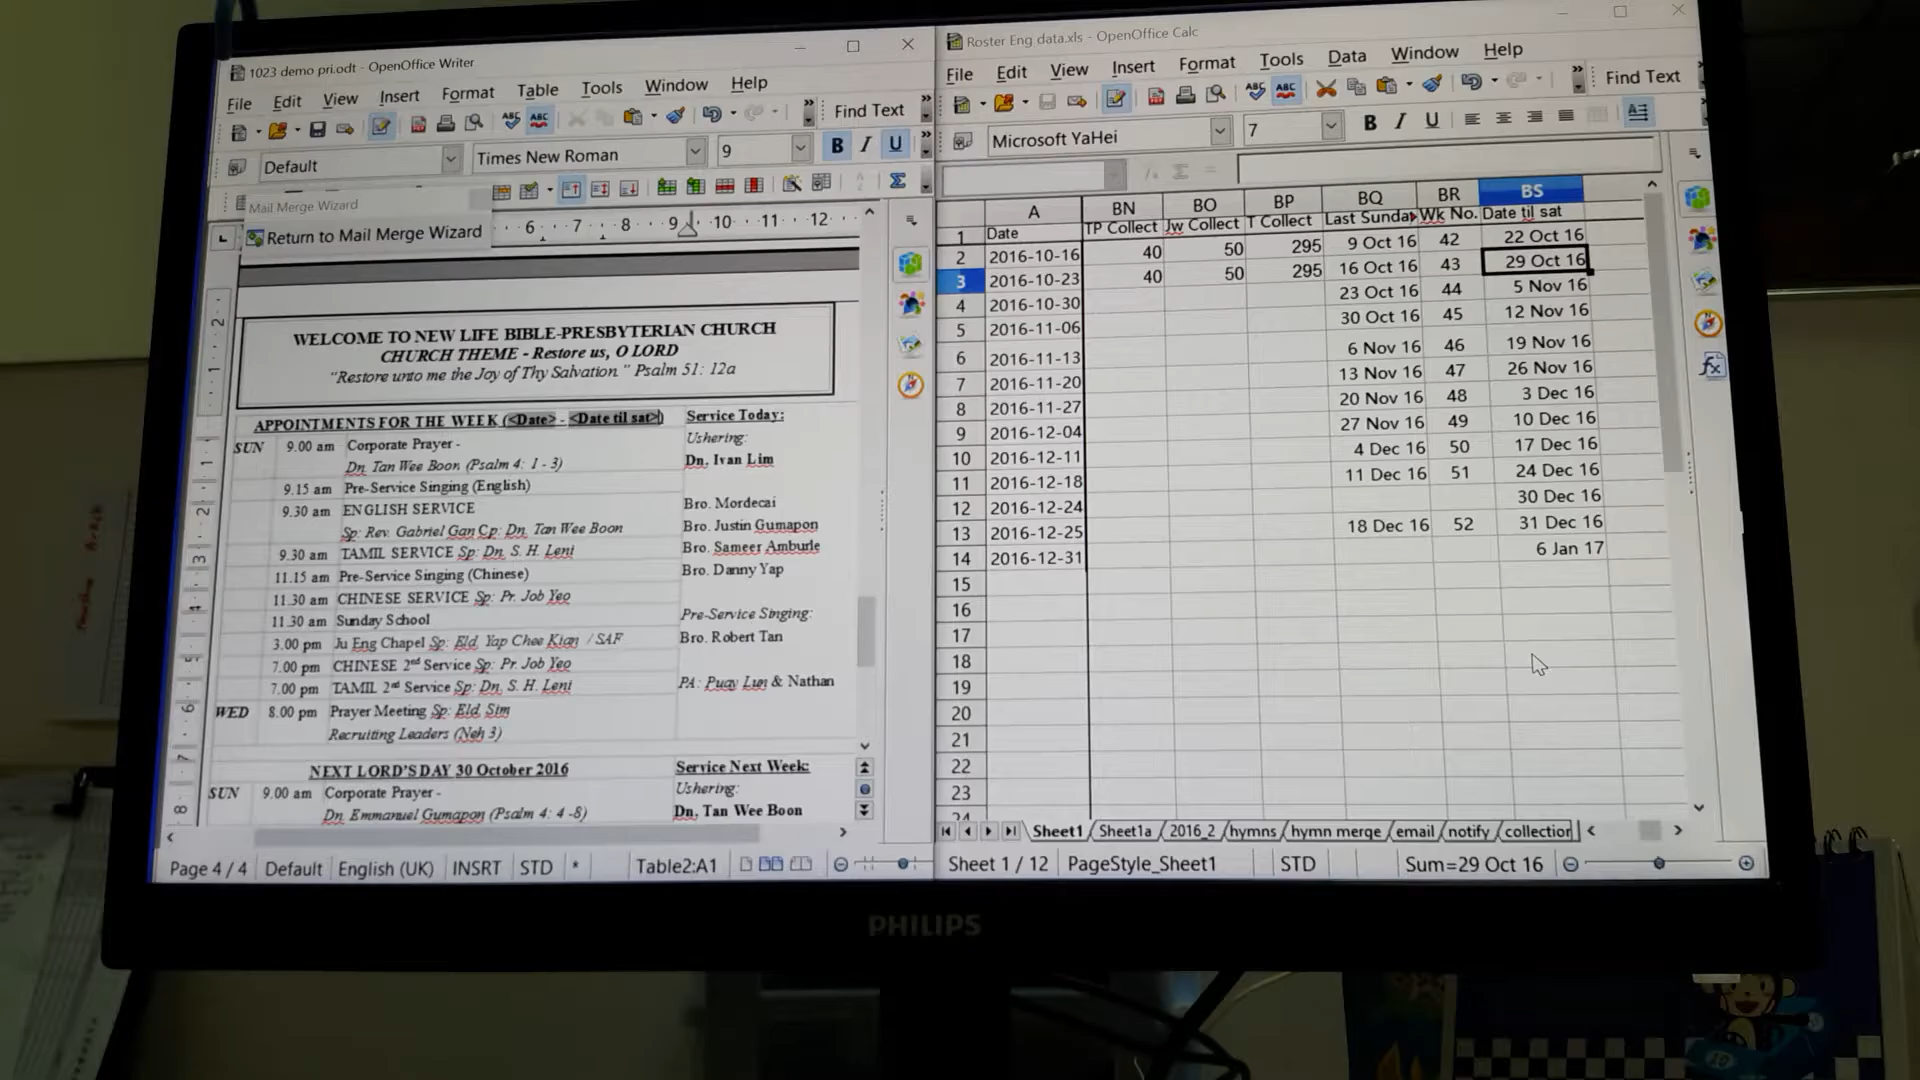 1023 demo pri.odt - OpenOffice Writer
File Edit View Insert Format Table Tools Window Help
Find Text
Default Times New Roman 9 B I U
Mail Merge Wizard
Return to Mail Merge Wizard
6 7 8 9 10 11 12
WELCOME TO NEW LIFE BIBLE-PRESBYTERIAN CHURCH
CHURCH THEME - Restore us, O LORD
"Restore unto me the Joy of Thy Salvation." Psalm 51: 12a
APPOINTMENTS FOR THE WEEK (<Date> - <Date til sat>)
SUN 9.00 am Corporate Prayer -
Dn. Tan Wee Boon (Psalm 4: 1 - 3)
9.15 am Pre-Service Singing (English)
9.30 am ENGLISH SERVICE
Sp: Rev. Gabriel Gan Cp: Dn. Tan Wee Boon
9.30 am TAMIL SERVICE Sp: Dn. S. H. Leni
11.15 am Pre-Service Singing (Chinese)
11.30 am CHINESE SERVICE Sp: Pr. Job Yeo
11.30 am Sunday School
3.00 pm Ju Eng Chapel Sp: Eld. Yap Chee Kian / SAF
7.00 pm CHINESE 2nd Service Sp: Pr. Job Yeo
7.00 pm TAMIL 2nd Service Sp: Dn. S. H. Leni
WED 8.00 pm Prayer Meeting Sp: Eld. Sim
Recruiting Leaders (Neh 3)
Service Today:
Ushering:
Dn. Ivan Lim
Bro. Mordecai
Bro. Justin Gumapon
Bro. Sameer Amburle
Bro. Danny Yap
Pre-Service Singing:
Bro. Robert Tan
PA: Puay Lun & Nathan
NEXT LORD'S DAY 30 October 2016
SUN 9.00 am Corporate Prayer -
Dn. Emmanuel Gumapon (Psalm 4: 4 -8)
Service Next Week:
Ushering:
Dn. Tan Wee Boon
Page 4 / 4 Default English (UK) INSRT STD * Table2:A1
Roster Eng data.xls - OpenOffice Calc
File Edit View Insert Format Tools Data Window Help
Find Text
Microsoft YaHei 7 B I U
A BN BO BP BQ BR BS
1 Date TP Collect Jw Collect T Collect Last Sunday Wk No. Date til sat
2 2016-10-16 40 50 295 9 Oct 16 42 22 Oct 16
3 2016-10-23 40 50 295 16 Oct 16 43 29 Oct 16
4 2016-10-30 23 Oct 16 44 5 Nov 16
5 2016-11-06 30 Oct 16 45 12 Nov 16
6 2016-11-13 6 Nov 16 46 19 Nov 16
7 2016-11-20 13 Nov 16 47 26 Nov 16
8 2016-11-27 20 Nov 16 48 3 Dec 16
9 2016-12-04 27 Nov 16 49 10 Dec 16
10 2016-12-11 4 Dec 16 50 17 Dec 16
11 2016-12-18 11 Dec 16 51 24 Dec 16
12 2016-12-24 30 Dec 16
13 2016-12-25 18 Dec 16 52 31 Dec 16
14 2016-12-31 6 Jan 17
15
16
17
18
19
20
21
22
23
24
Sheet1 Sheet1a 2016_2 hymns hymn merge email notify collection
Sheet 1 / 12 PageStyle_Sheet1 STD Sum=29 Oct 16
PHILIPS